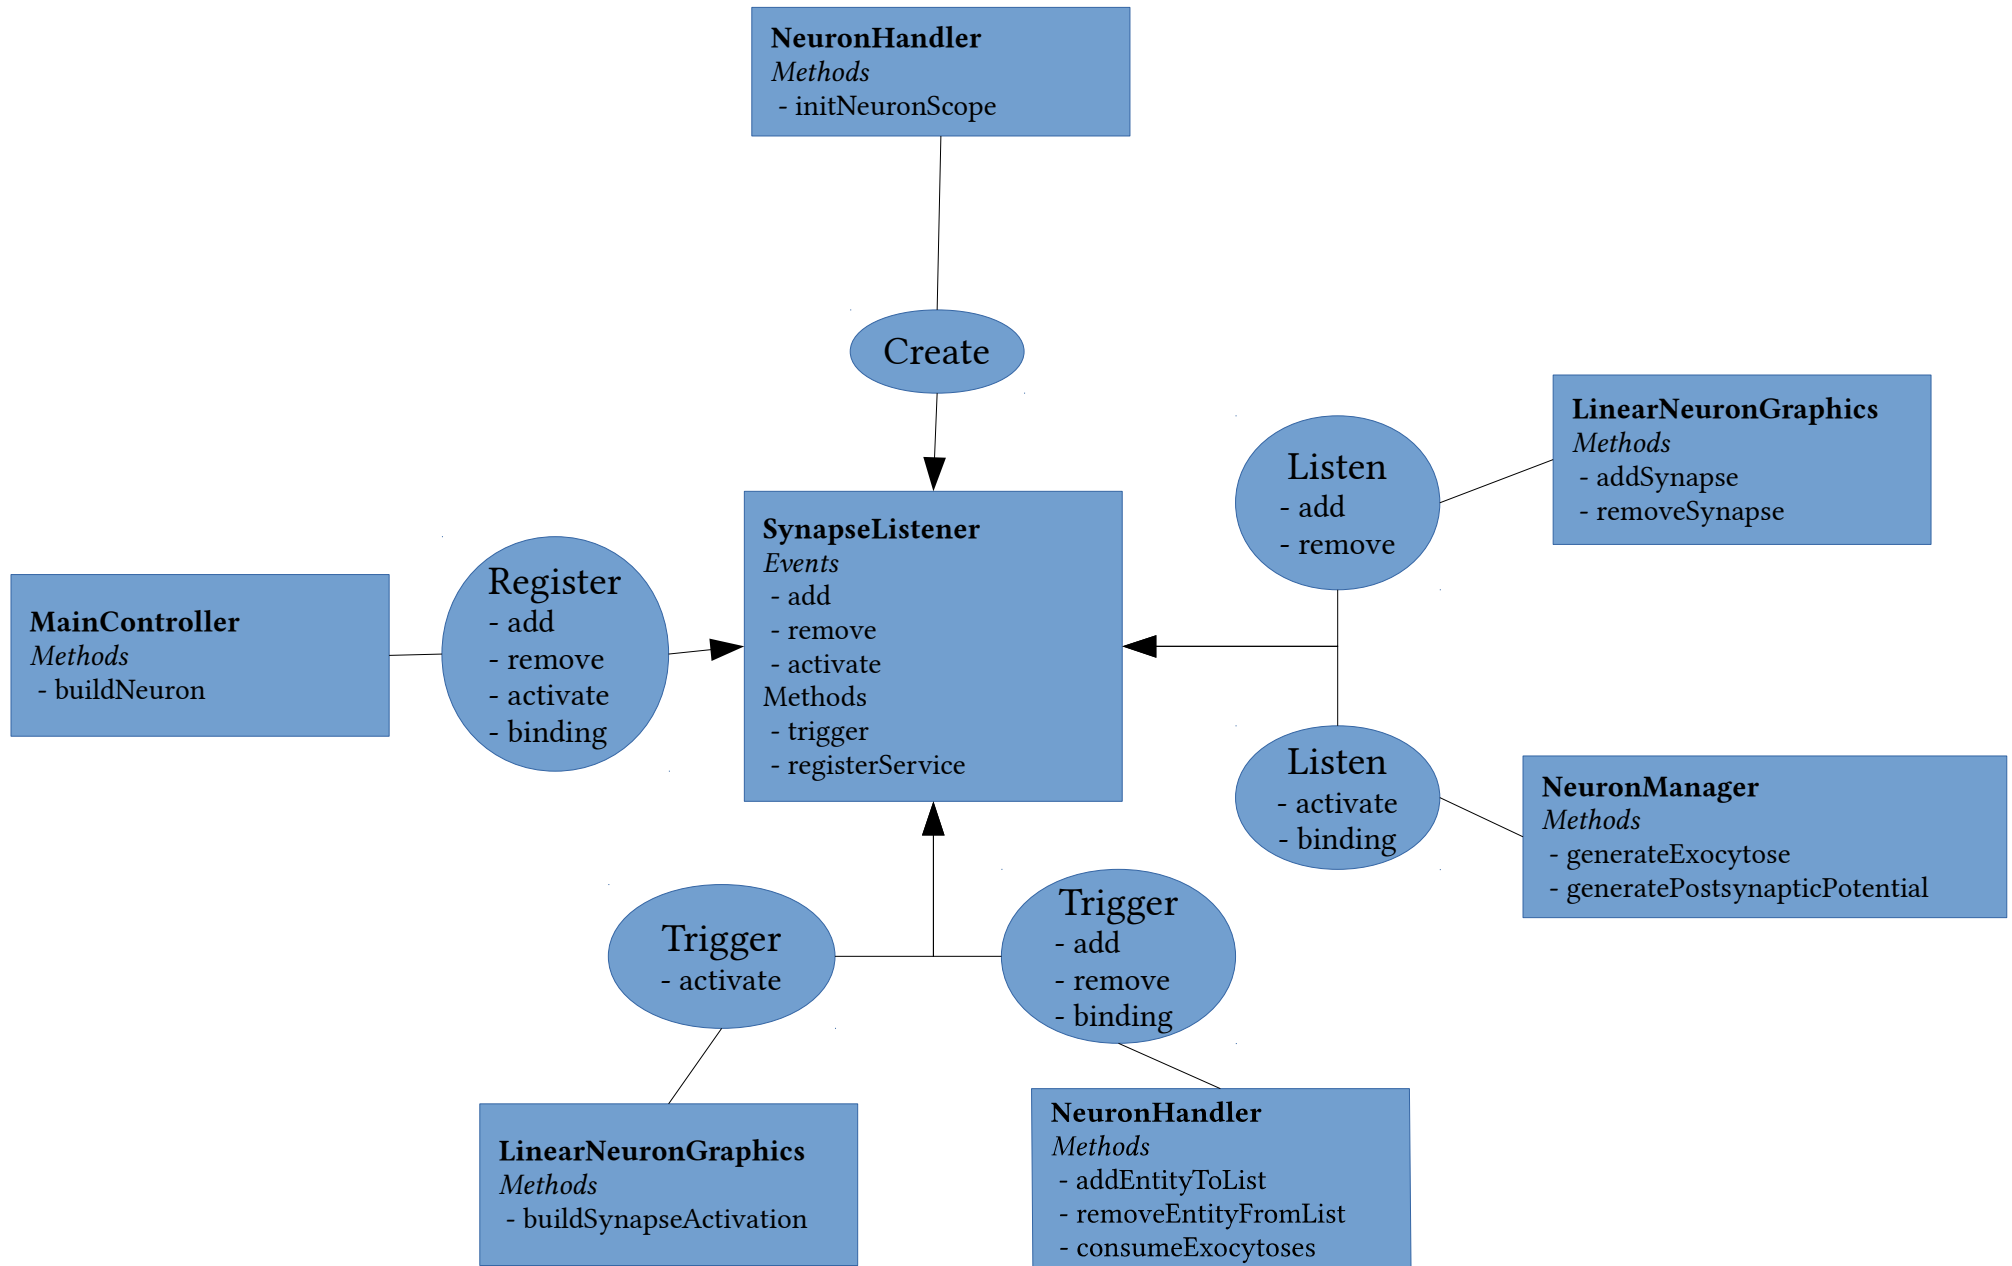 NeuronHandler
Methods
- initNeuronScope
Create
LinearNeuronGraphics
Methods
- addSynapse
- removeSynapse
Listen
- add
- remove
SynapseListener
Events
- add
- remove
- activate
Methods
- trigger
- registerService
Register
- add
- remove
- activate
- binding
MainController
Methods
- buildNeuron
Listen
- activate
- binding
NeuronManager
Methods
- generateExocytose
- generatePostsynapticPotential
Trigger
- activate
Trigger
- add
- remove
- binding
LinearNeuronGraphics
Methods
- buildSynapseActivation
NeuronHandler
Methods
- addEntityToList
- removeEntityFromList
- consumeExocytoses